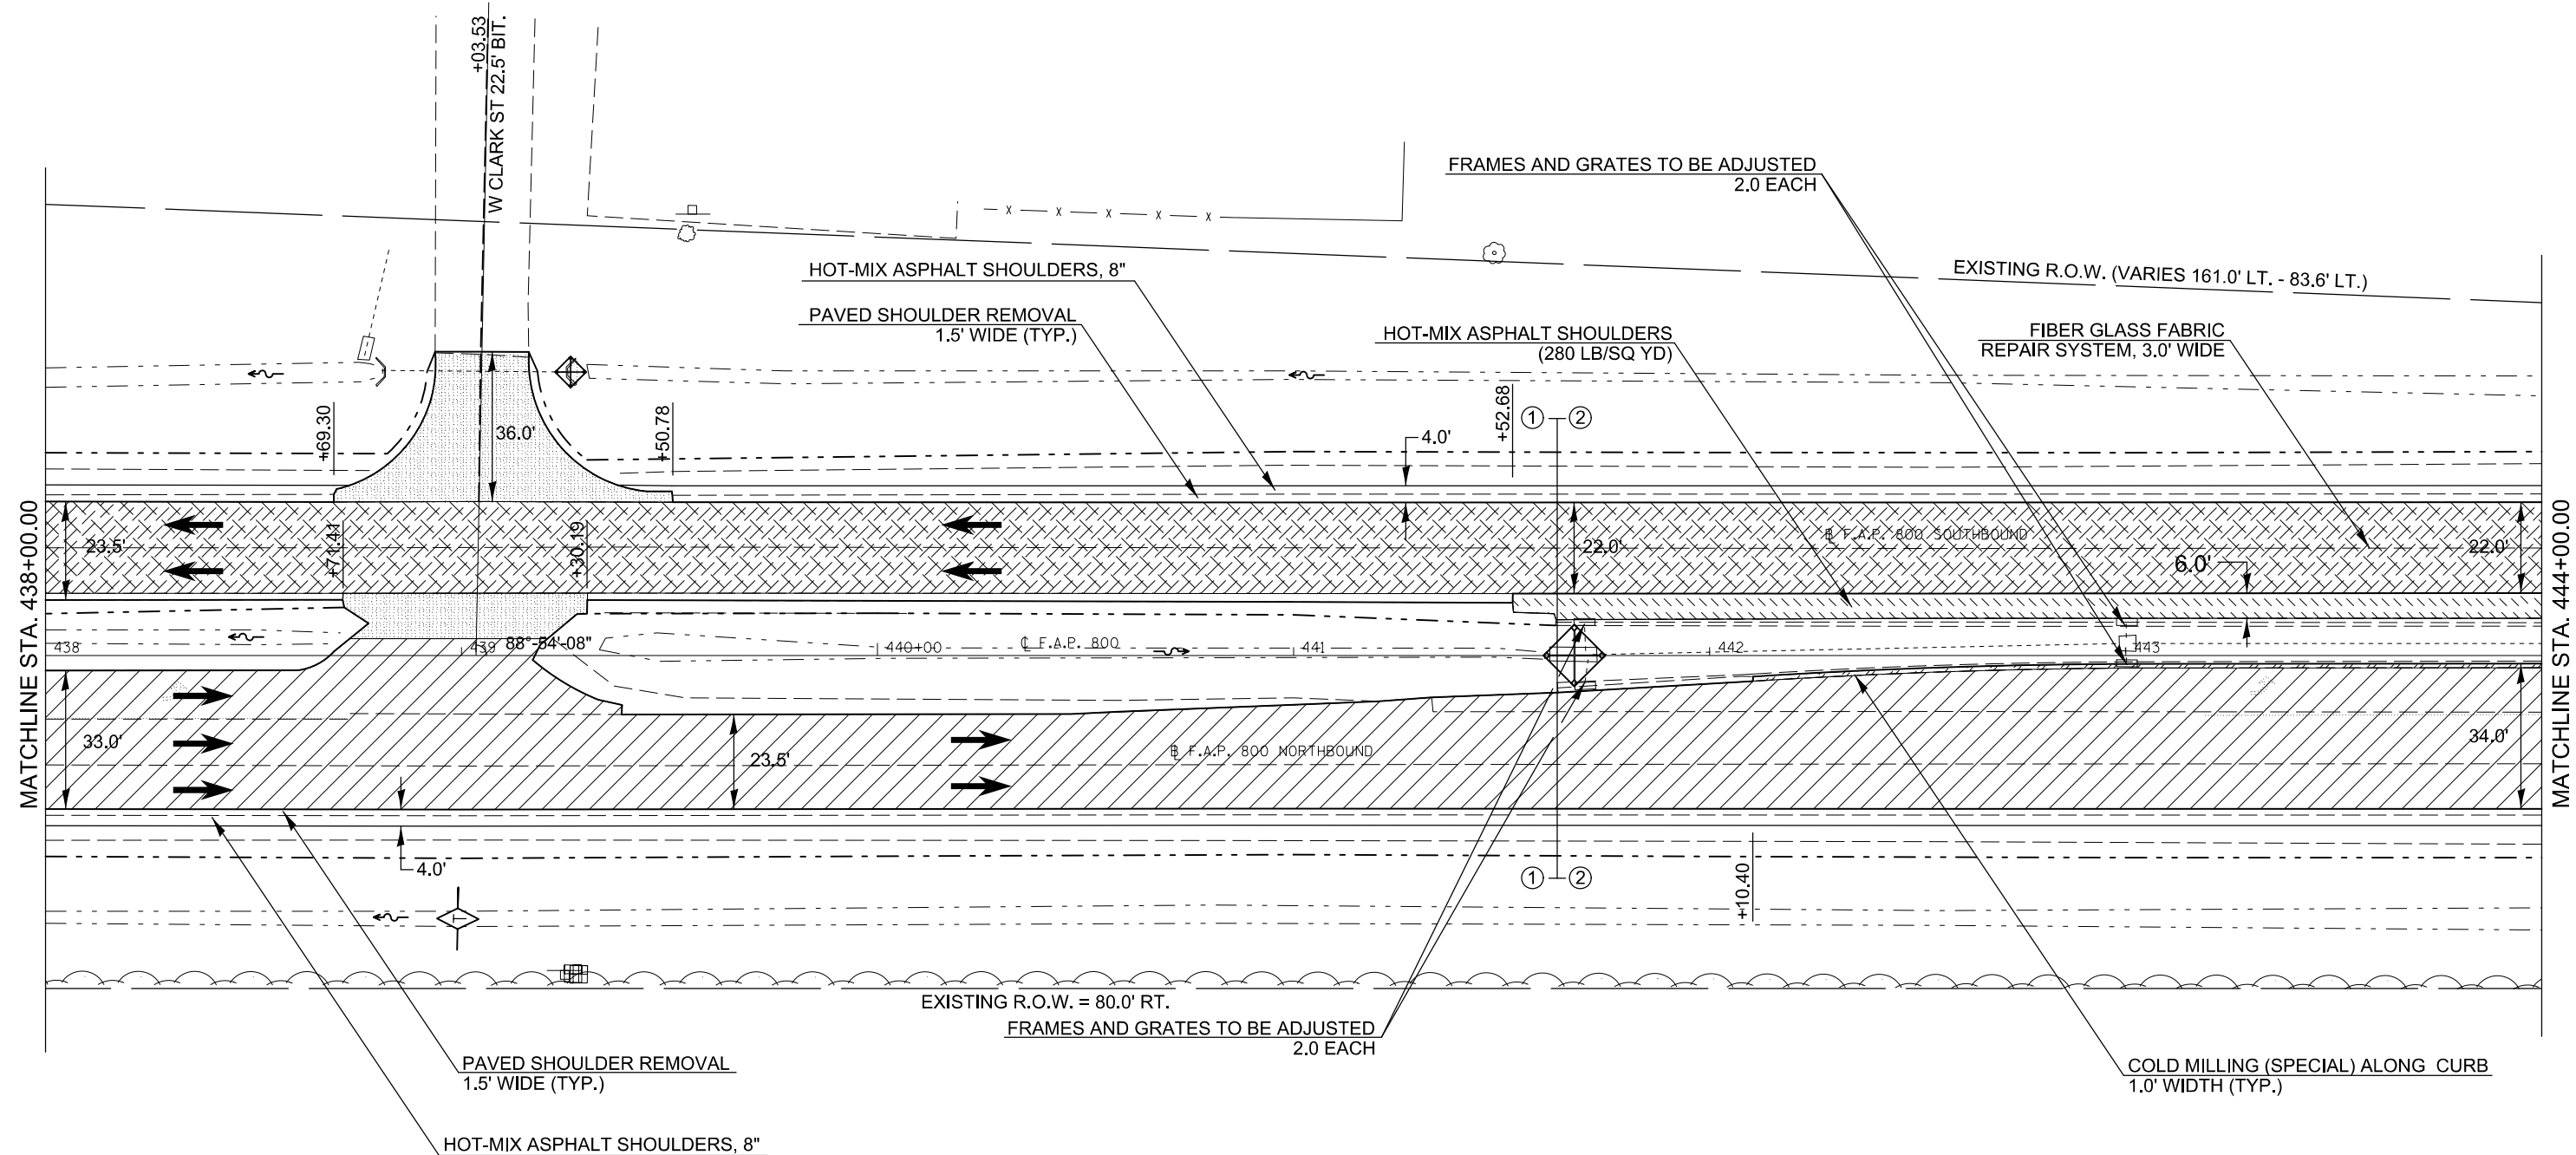 +03.53
W CLARK ST 22.5' BIT.
FRAMES AND GRATES TO BE ADJUSTED
2.0 EACH
HOT-MIX ASPHALT SHOULDERS, 8"
EXISTING R.O.W. (VARIES 161.0' LT. - 83.6' LT.)
PAVED SHOULDER REMOVAL
1.5' WIDE (TYP.)
HOT-MIX ASPHALT SHOULDERS
(280 LB/SQ YD)
FIBER GLASS FABRIC
REPAIR SYSTEM, 3.0' WIDE
+69.30
36.0'
+50.78
4.0'
+52.68
① ②
MATCHLINE STA. 438+00.00
23.5'
+71.41
+30.19
22.0'
℄ F.A.P. 800 SOUTHBOUND
22.0'
6.0'
MATCHLINE STA. 444+00.00
438
439
88°-54'-08"
440+00
℄ F.A.P. 800
441
442
443
33.0'
23.5'
℄ F.A.P. 800 NORTHBOUND
34.0'
4.0'
① ②
+10.40
T
EXISTING R.O.W. = 80.0' RT.
FRAMES AND GRATES TO BE ADJUSTED
2.0 EACH
PAVED SHOULDER REMOVAL
1.5' WIDE (TYP.)
COLD MILLING (SPECIAL) ALONG CURB
1.0' WIDTH (TYP.)
HOT-MIX ASPHALT SHOULDERS, 8"